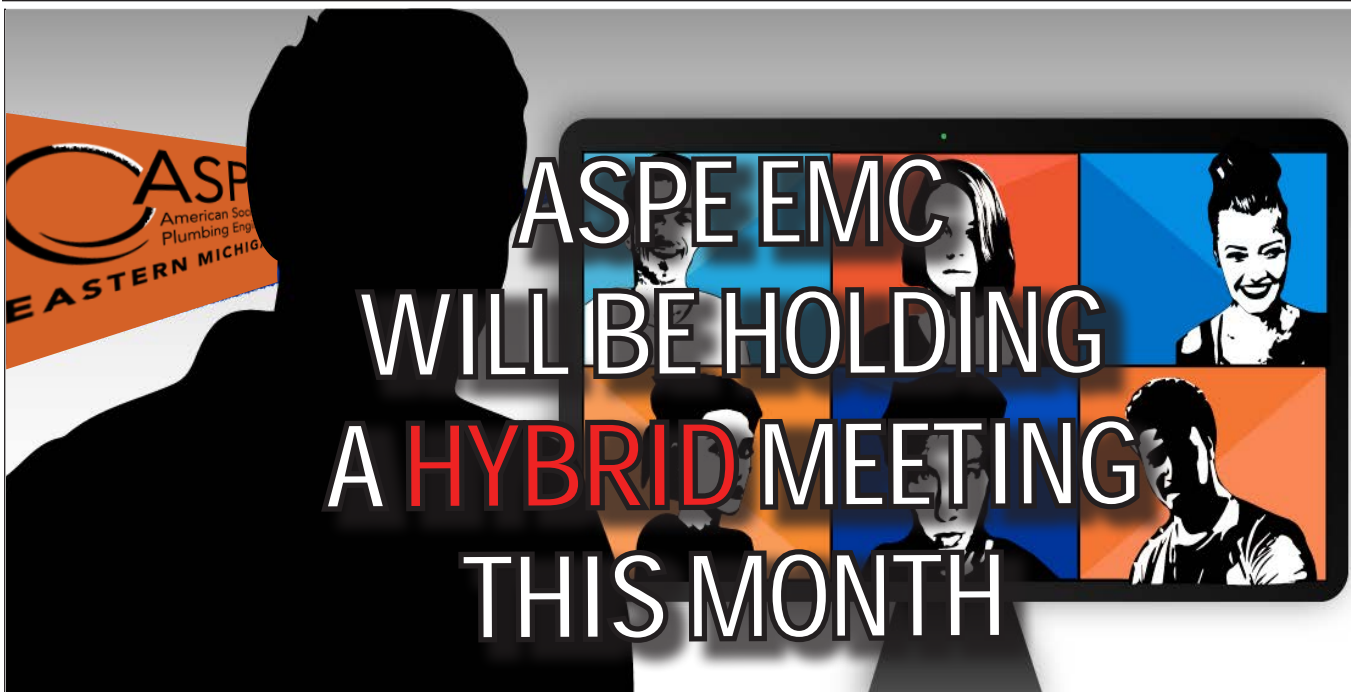 ASP
American Soc
Plumbing Eng
EASTERN MICHIG
ASPE EMC
WILL BE HOLDING
A HYBRID MEETING
THIS MONTH